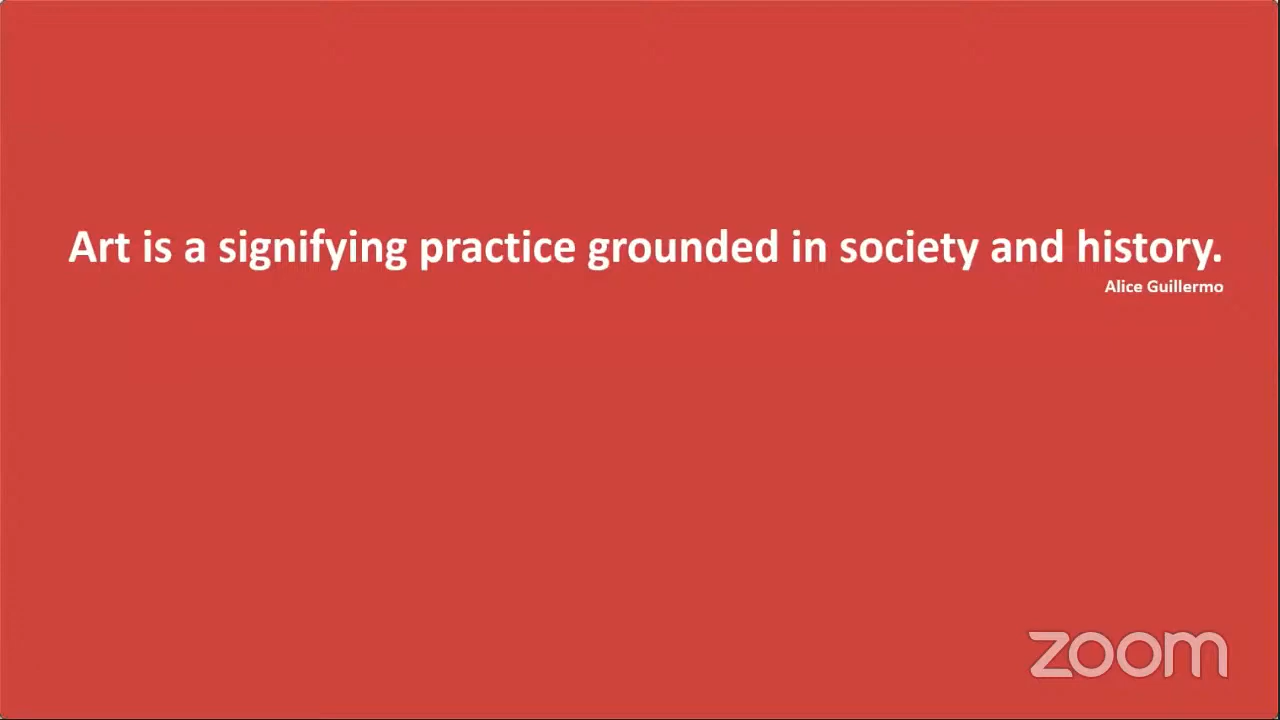 Art is a signifying practice grounded in society and history.
Alice Guillermo
zoom